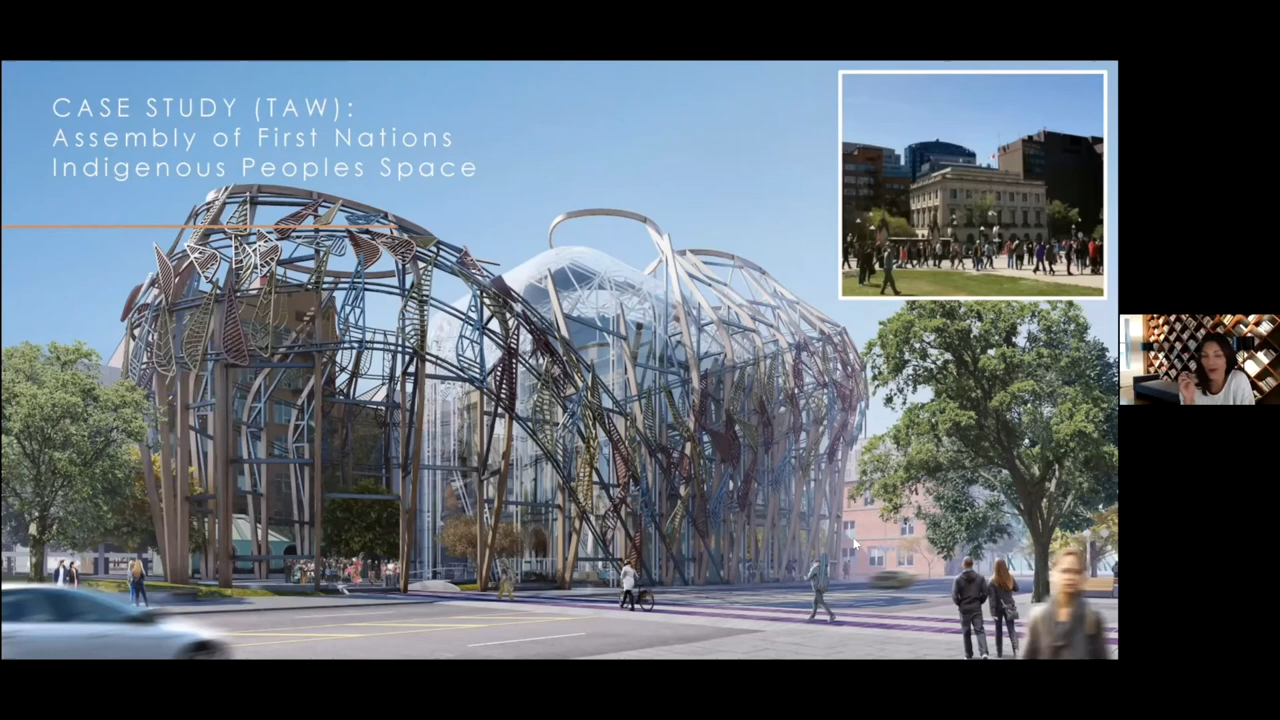 CASE STUDY (TAW):
Assembly of First Nations
Indigenous Peoples Space